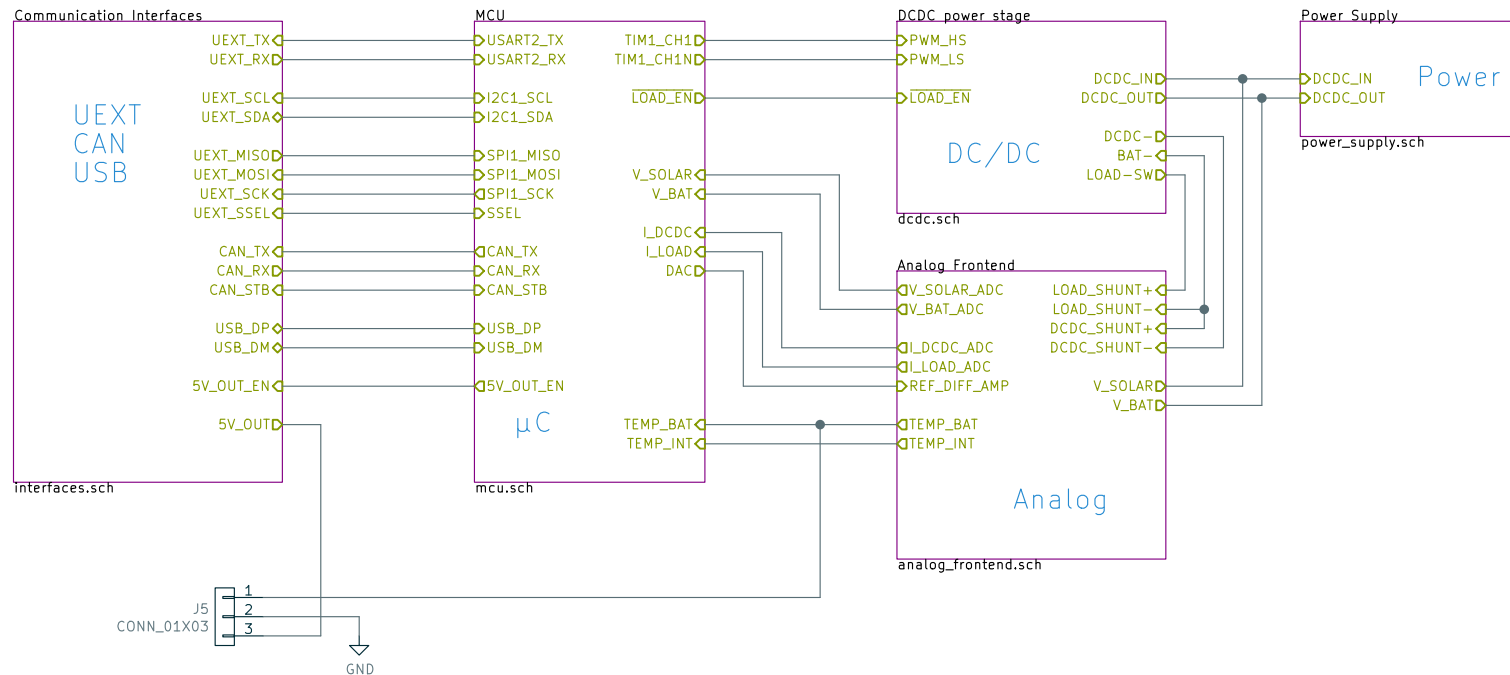 Communication Interfaces
UEXT_TX
UEXT_RX
UEXT_SCL
UEXT_SDA
UEXT
CAN
USB
UEXT_MISO
UEXT_MOSI
UEXT_SCK
UEXT_SSEL
CAN_TX
CAN_RX
CAN_STB
USB_DP
USB_DM
5V_OUT_EN
5V_OUT
interfaces.sch
MCU
USART2_TX
USART2_RX
I2C1_SCL
I2C1_SDA
SPI1_MISO
SPI1_MOSI
SPI1_SCK
SSEL
CAN_TX
CAN_RX
CAN_STB
USB_DP
USB_DM
5V_OUT_EN
µC
TIM1_CH1
TIM1_CH1N
LOAD_EN
V_SOLAR
V_BAT
I_DCDC
I_LOAD
DAC
TEMP_BAT
TEMP_INT
mcu.sch
DCDC power stage
PWM_HS
PWM_LS
LOAD_EN
DC/DC
DCDC_IN
DCDC_OUT
DCDC-
BAT-
LOAD-SW
dcdc.sch
Power Supply
DCDC_IN
DCDC_OUT
Power
power_supply.sch
Analog Frontend
V_SOLAR_ADC
V_BAT_ADC
I_DCDC_ADC
I_LOAD_ADC
REF_DIFF_AMP
TEMP_BAT
TEMP_INT
LOAD_SHUNT+
LOAD_SHUNT-
DCDC_SHUNT+
DCDC_SHUNT-
V_SOLAR
V_BAT
Analog
analog_frontend.sch
J5
CONN_01X03
1
2
3
GND